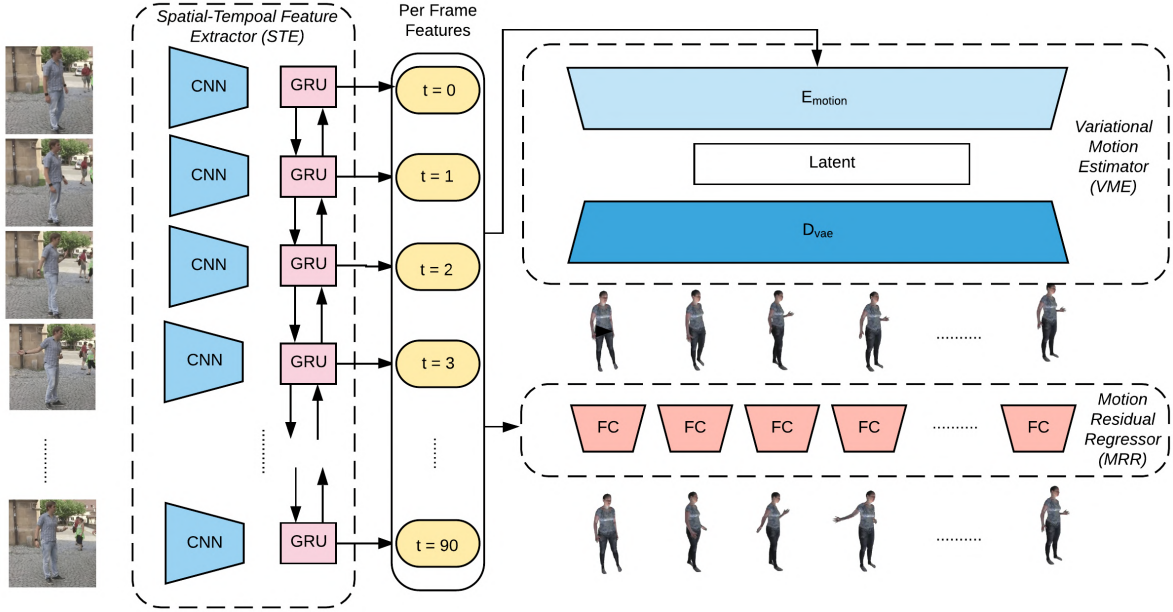 Spatial-Tempoal Feature
Extractor (STE)
Per Frame
Features
CNN
GRU
t = 0
CNN
GRU
t = 1
CNN
GRU
t = 2
CNN
GRU
t = 3
CNN
GRU
t = 90
Emotion
Latent
Dvae
Variational
Motion
Estimator
(VME)
FC
FC
FC
FC
FC
Motion
Residual
Regressor
(MRR)